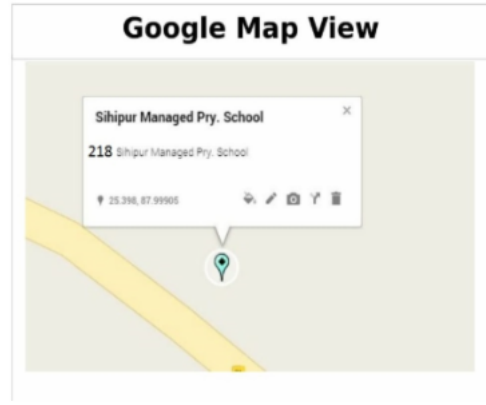 Google Map View
Sihipur Managed Pry. School
218 Sihipur Managed Pry. School
25.398, 87.99905